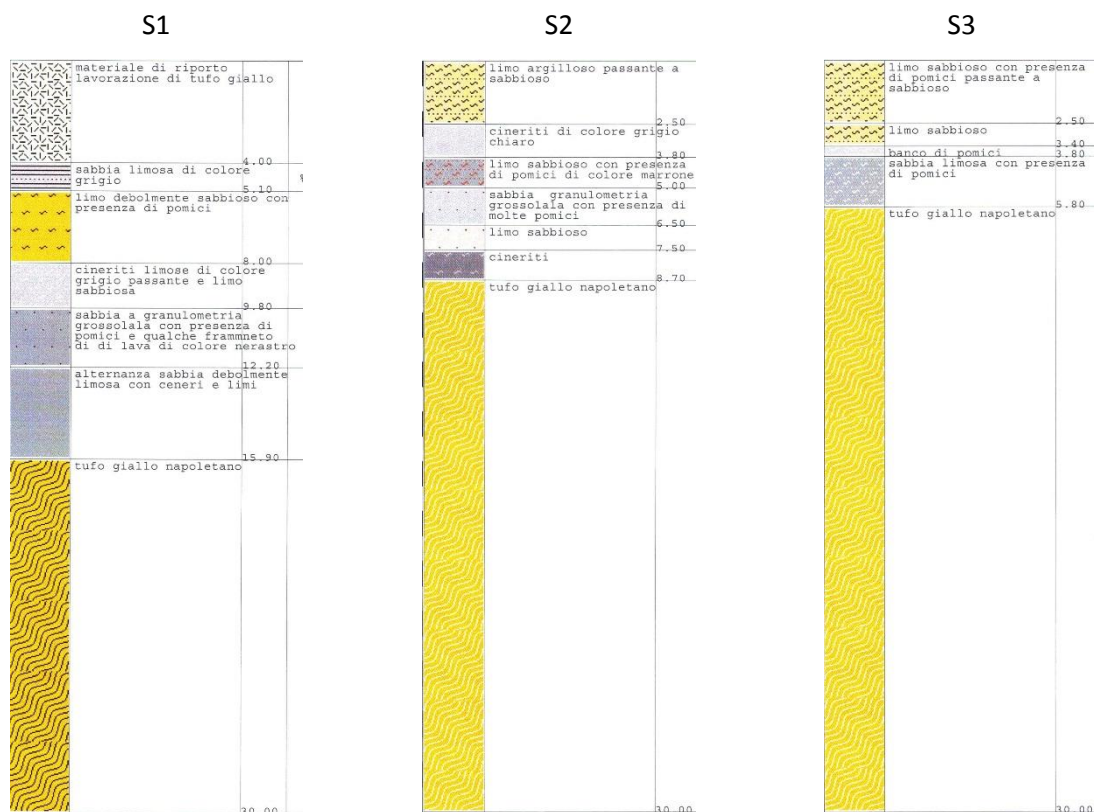 S1
S2
S3
materiale di riporto
lavorazione di tufo giallo
4.00
sabbia limosa di colore
grigio
5.10
limo debolmente sabbioso con
presenza di pomici
8.00
cineriti limose di colore
grigio passante e limo
sabbiosa
9.80
sabbia a granulometria
grossolala con presenza di
pomici e qualche frammneto
di di lava di colore nerastro
12.20
alternanza sabbia debolmente
limosa con ceneri e limi
15.90
tufo giallo napoletano
30.00
limo argilloso passante a
sabbioso
2.50
cineriti di colore grigio
chiaro
3.80
limo sabbioso con presenza
di pomici di colore marrone
5.00
sabbia granulometria
grossolala con presenza di
molte pomici
6.50
limo sabbioso
7.50
cineriti
8.70
tufo giallo napoletano
30.00
limo sabbioso con presenza
di pomici passante a
sabbioso
2.50
limo sabbioso
3.40
banco di pomici
3.80
sabbia limosa con presenza
di pomici
5.80
tufo giallo napoletano
30.00